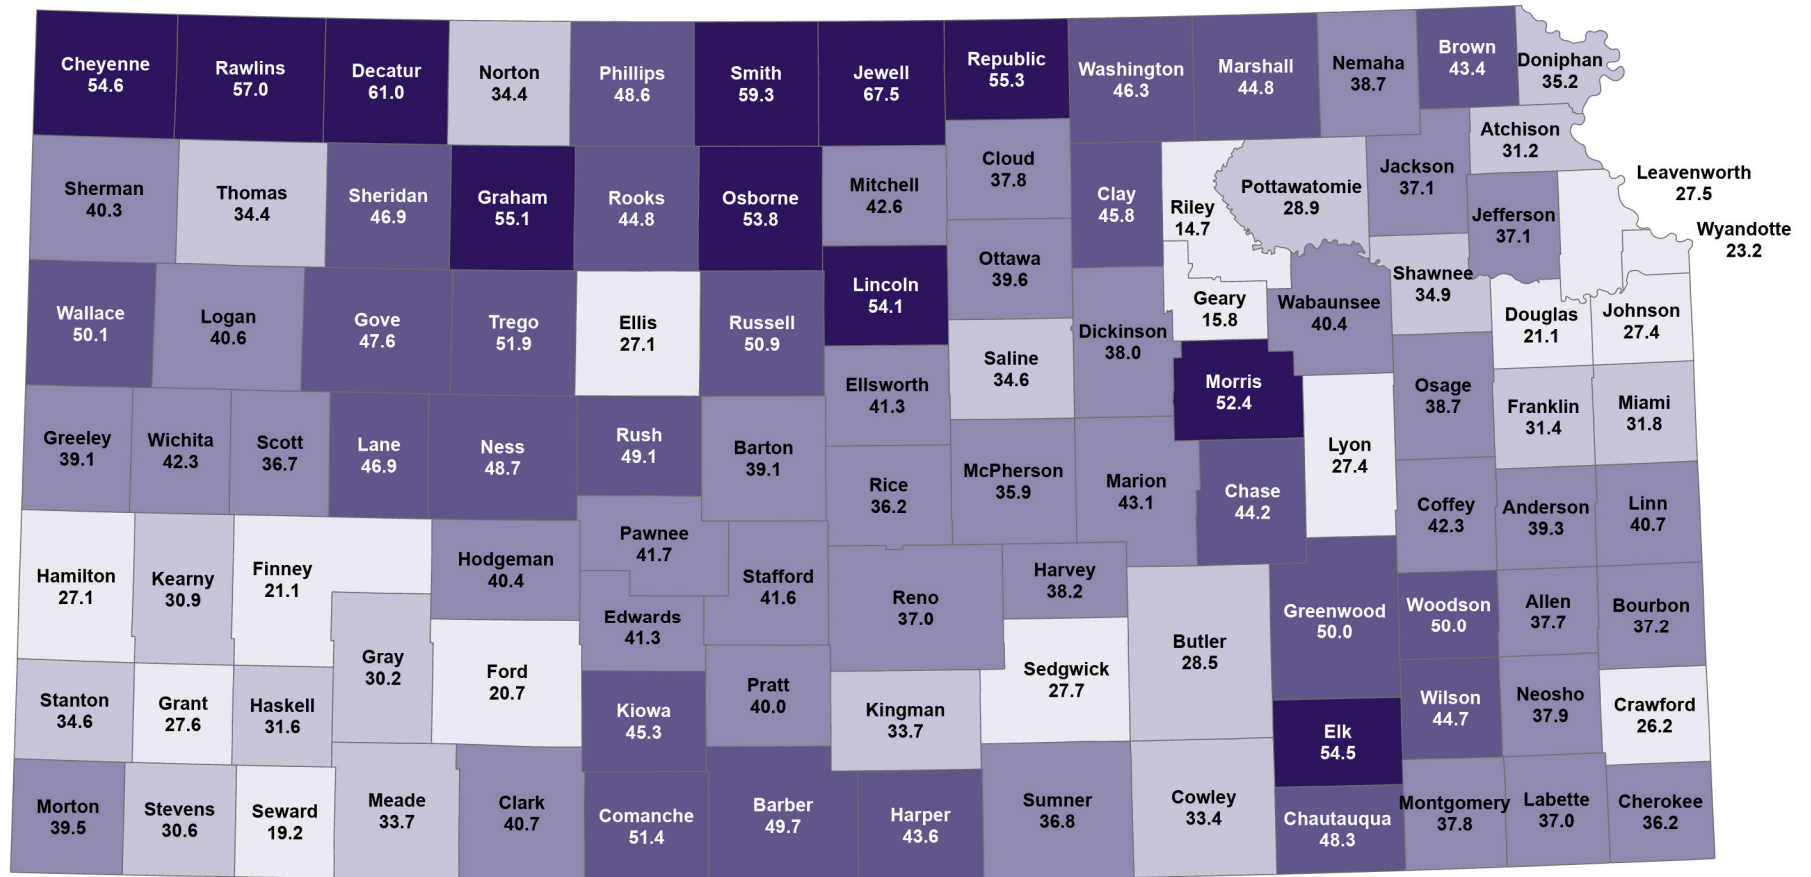 Cheyenne
54.6
Rawlins
57.0
Decatur
61.0
Norton
34.4
Phillips
48.6
Smith
59.3
Jewell
67.5
Republic
55.3
Washington
46.3
Marshall
44.8
Nemaha
38.7
Brown
43.4
Doniphan
35.2
Sherman
40.3
Thomas
34.4
Sheridan
46.9
Graham
55.1
Rooks
44.8
Osborne
53.8
Mitchell
42.6
Cloud
37.8
Clay
45.8
Riley
14.7
Pottawatomie
28.9
Jackson
37.1
Atchison
31.2
Jefferson
37.1
Leavenworth
27.5
Wyandotte
23.2
Wallace
50.1
Logan
40.6
Gove
47.6
Trego
51.9
Ellis
27.1
Russell
50.9
Lincoln
54.1
Ottawa
39.6
Saline
34.6
Dickinson
38.0
Geary
15.8
Wabaunsee
40.4
Shawnee
34.9
Douglas
21.1
Johnson
27.4
Greeley
39.1
Wichita
42.3
Scott
36.7
Lane
46.9
Ness
48.7
Rush
49.1
Barton
39.1
Ellsworth
41.3
Rice
36.2
McPherson
35.9
Marion
43.1
Morris
52.4
Chase
44.2
Lyon
27.4
Osage
38.7
Franklin
31.4
Miami
31.8
Coffey
42.3
Anderson
39.3
Linn
40.7
Hamilton
27.1
Kearny
30.9
Finney
21.1
Hodgeman
40.4
Pawnee
41.7
Edwards
41.3
Stafford
41.6
Reno
37.0
Harvey
38.2
Butler
28.5
Greenwood
50.0
Woodson
50.0
Allen
37.7
Bourbon
37.2
Stanton
34.6
Grant
27.6
Haskell
31.6
Gray
30.2
Ford
20.7
Kiowa
45.3
Pratt
40.0
Kingman
33.7
Sedgwick
27.7
Elk
54.5
Wilson
44.7
Neosho
37.9
Crawford
26.2
Morton
39.5
Stevens
30.6
Seward
19.2
Meade
33.7
Clark
40.7
Comanche
51.4
Barber
49.7
Harper
43.6
Sumner
36.8
Cowley
33.4
Chautauqua
48.3
Montgomery
37.8
Labette
37.0
Cherokee
36.2